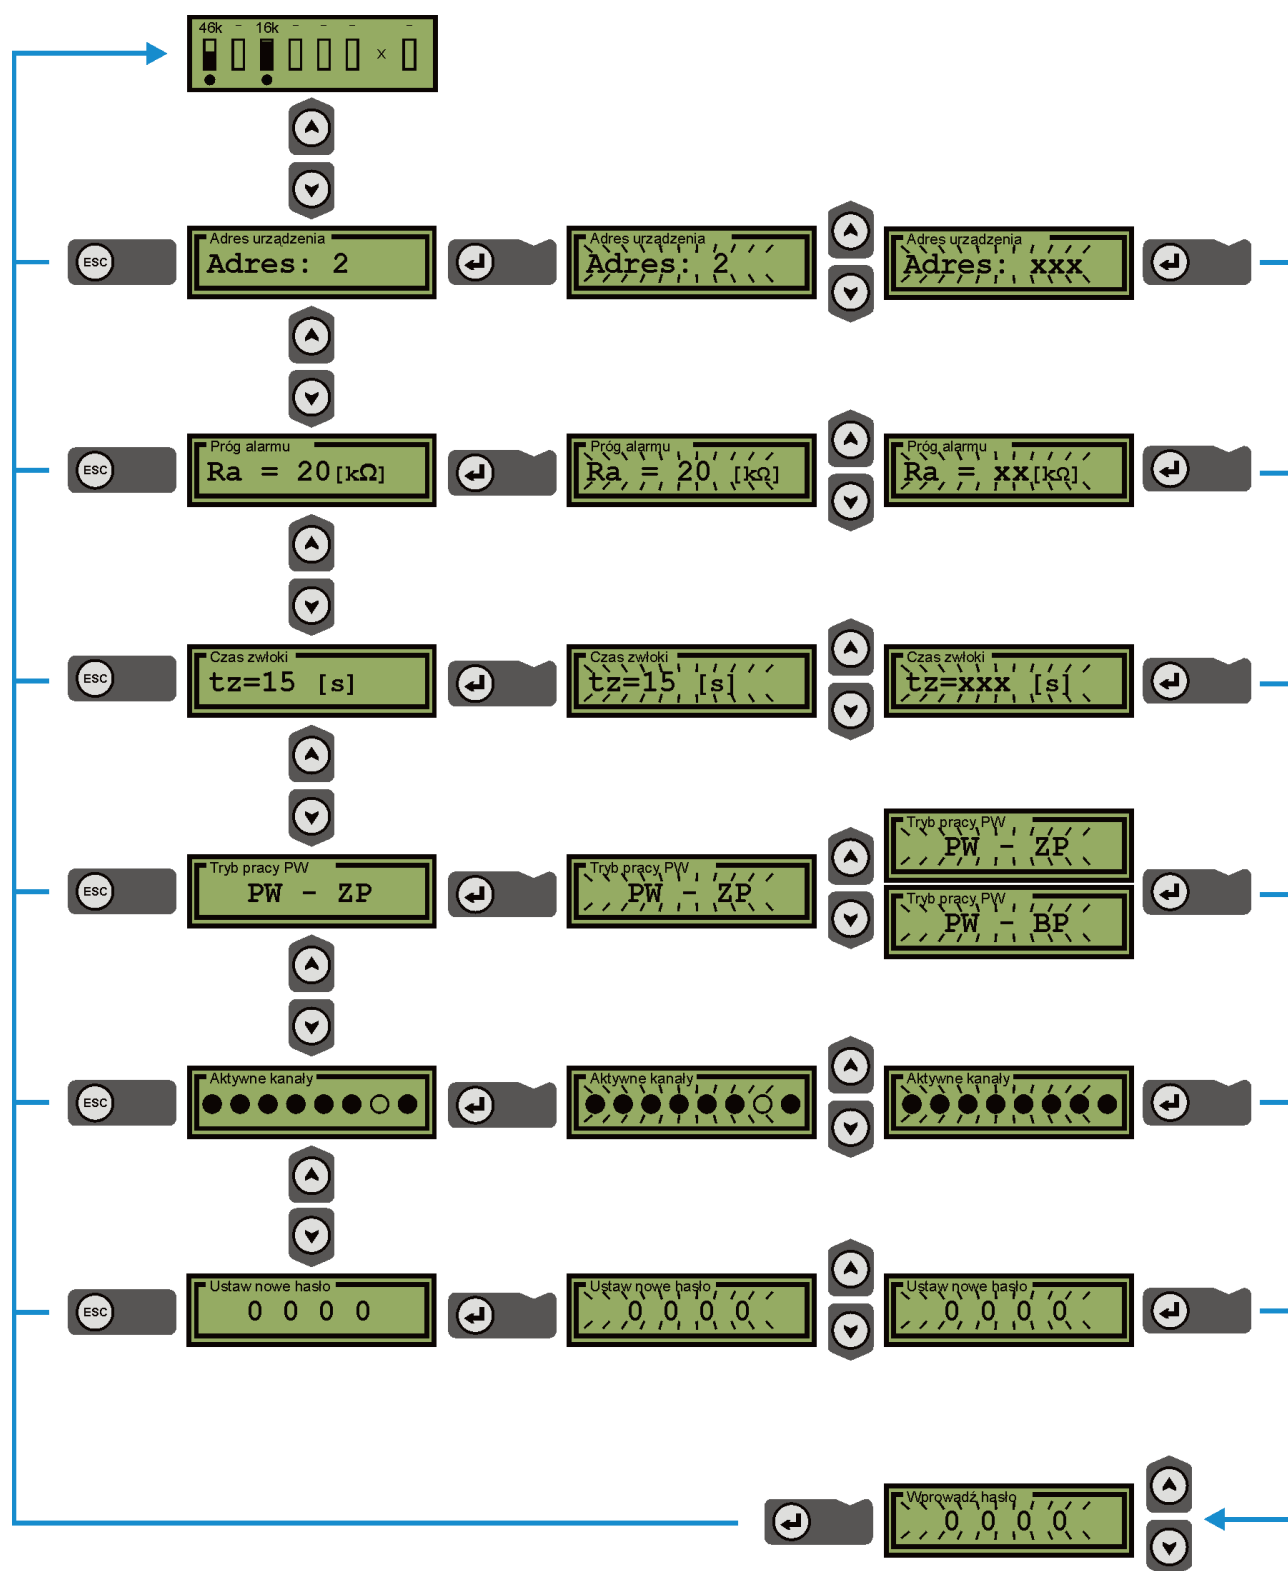 46k - 16k - - - x -
ESC
Adres urządzenia
Adres: 2
Adres urządzenia
Adres: 2
Adres urządzenia
Adres: xxx
ESC
Próg alarmu
Ra = 20[kΩ]
Próg alarmu
Ra = 20 [kΩ]
Próg alarmu
Ra = xx[kΩ]
ESC
Czas zwłoki
tz=15 [s]
Czas zwłoki
tz=15 [s]
Czas zwłoki
tz=xxx [s]
ESC
Tryb pracy PW
PW - ZP
Tryb pracy PW
PW - ZP
Tryb pracy PW
PW - ZP
Tryb pracy PW
PW - BP
ESC
Aktywne kanały
Aktywne kanały
Aktywne kanały
ESC
Ustaw nowe hasło
0 0 0 0
Ustaw nowe hasło
0 0 0 0
Ustaw nowe hasło
0 0 0 0
Wprowadź hasło
0 0 0 0